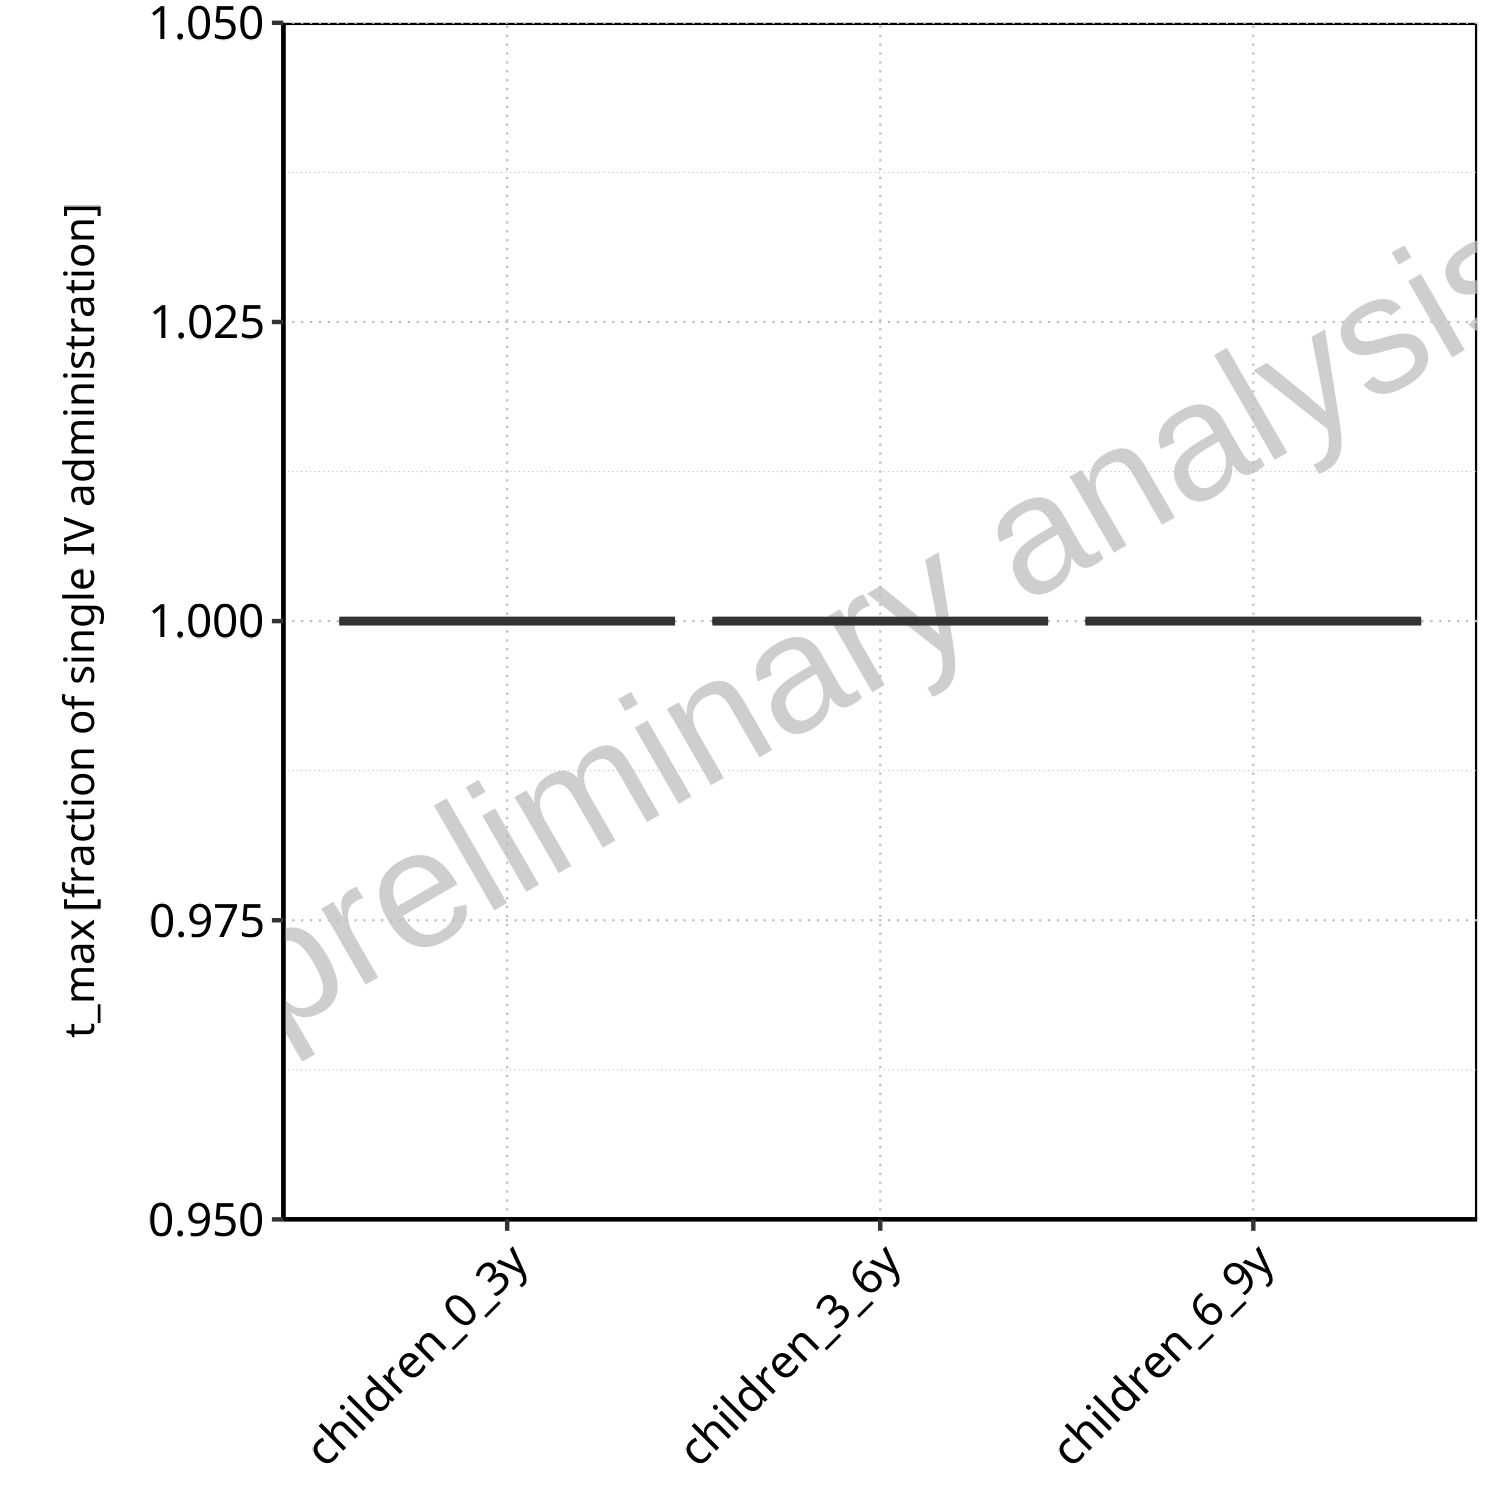 t_max [fraction of single IV administration]
1.050
1.025
1.000
0.975
0.950
preliminary analysis
children_0_3y
children_3_6y
children_6_9y